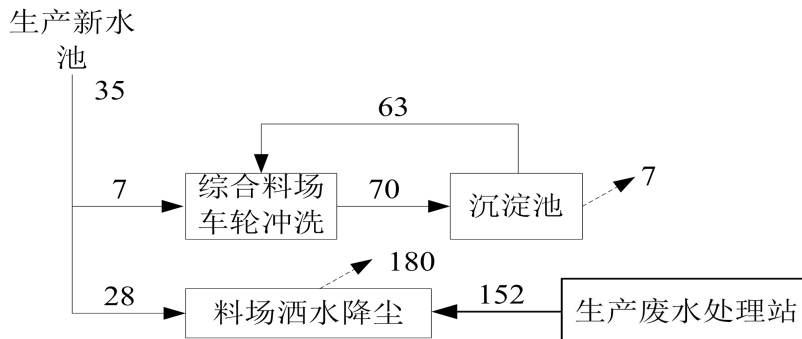 生产新水
池
35
63
7
综合料场
车轮冲洗
70
沉淀池
7
28
料场洒水降尘
180
152
生产废水处理站